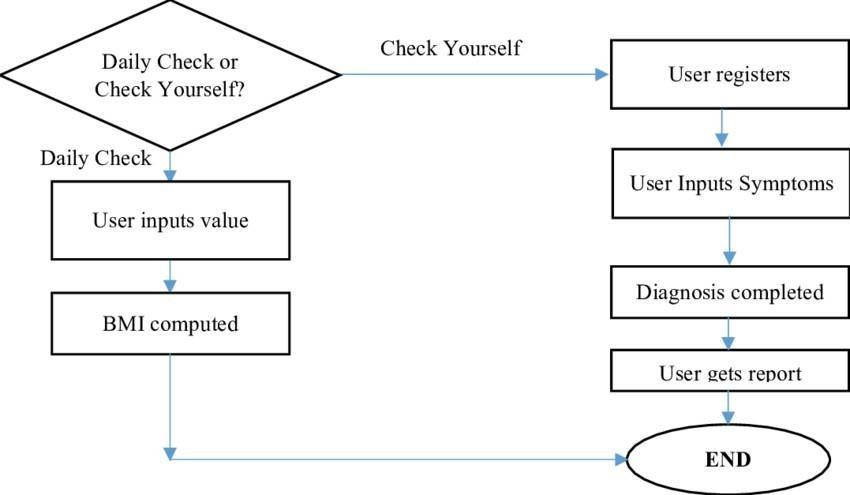 Daily Check or
Check Yourself?
Check Yourself
User registers
Daily Check
User Inputs Symptoms
User inputs value
Diagnosis completed
BMI computed
User gets report
END